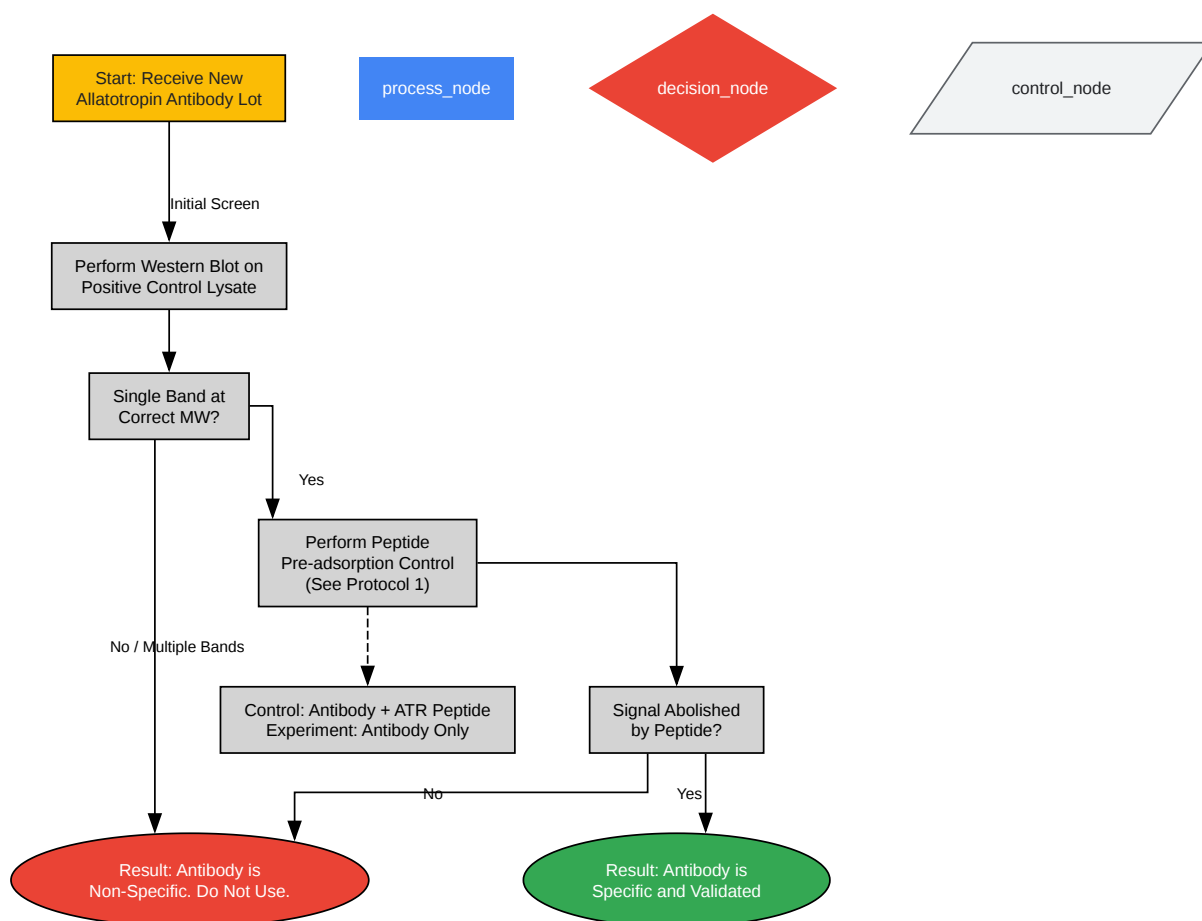 Start: Receive New
Allatotropin Antibody Lot
process_node
decision_node
control_node
Initial Screen
Perform Western Blot on
Positive Control Lysate
Single Band at
Correct MW?
Yes
Perform Peptide
Pre-adsorption Control
(See Protocol 1)
No / Multiple Bands
Control: Antibody + ATR Peptide
Experiment: Antibody Only
Signal Abolished
by Peptide?
No
Yes
Result: Antibody is
Non-Specific. Do Not Use.
Result: Antibody is
Specific and Validated